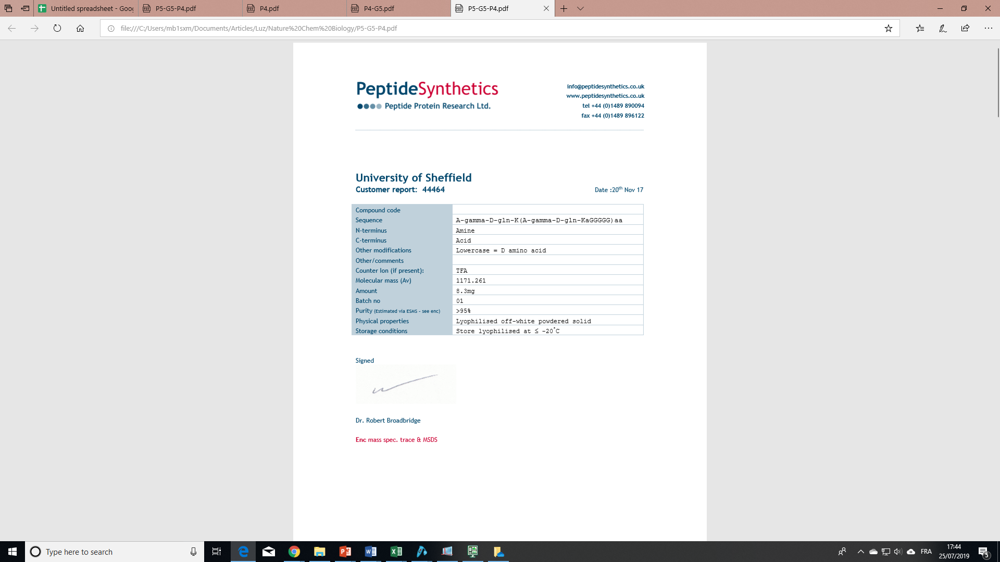 Untitled spreadsheet - Goog
P5-G5-P4.pdf
P4.pdf
P4-G5.pdf
P5-G5-P4.pdf
file:///C:/Users/mb1sxm/Documents/Articles/Luz/Nature%20Chem%20Biology/P5-G5-P4.pdf
PeptideSynthetics
Peptide Protein Research Ltd.
info@peptidesynthetics.co.uk
www.peptidesynthetics.co.uk
tel +44 (0)1489 890094
fax +44 (0)1489 896122
University of Sheffield
Customer report: 44464
Date :20th Nov 17
Compound code
Sequence A-gamma-D-gln-K(A-gamma-D-gln-KaGGGGG)aa
N-terminus Amine
C-terminus Acid
Other modifications Lowercase = D amino acid
Other/comments
Counter Ion (if present): TFA
Molecular mass (Av) 1171.261
Amount 8.3mg
Batch no 01
Purity (Estimated via ESMS - see enc) >95%
Physical properties Lyophilised off-white powdered solid
Storage conditions Store lyophilised at ≤ -20°C
Signed
Dr. Robert Broadbridge
Enc mass spec. trace & MSDS
Type here to search
FRA
17:44
25/07/2019
5